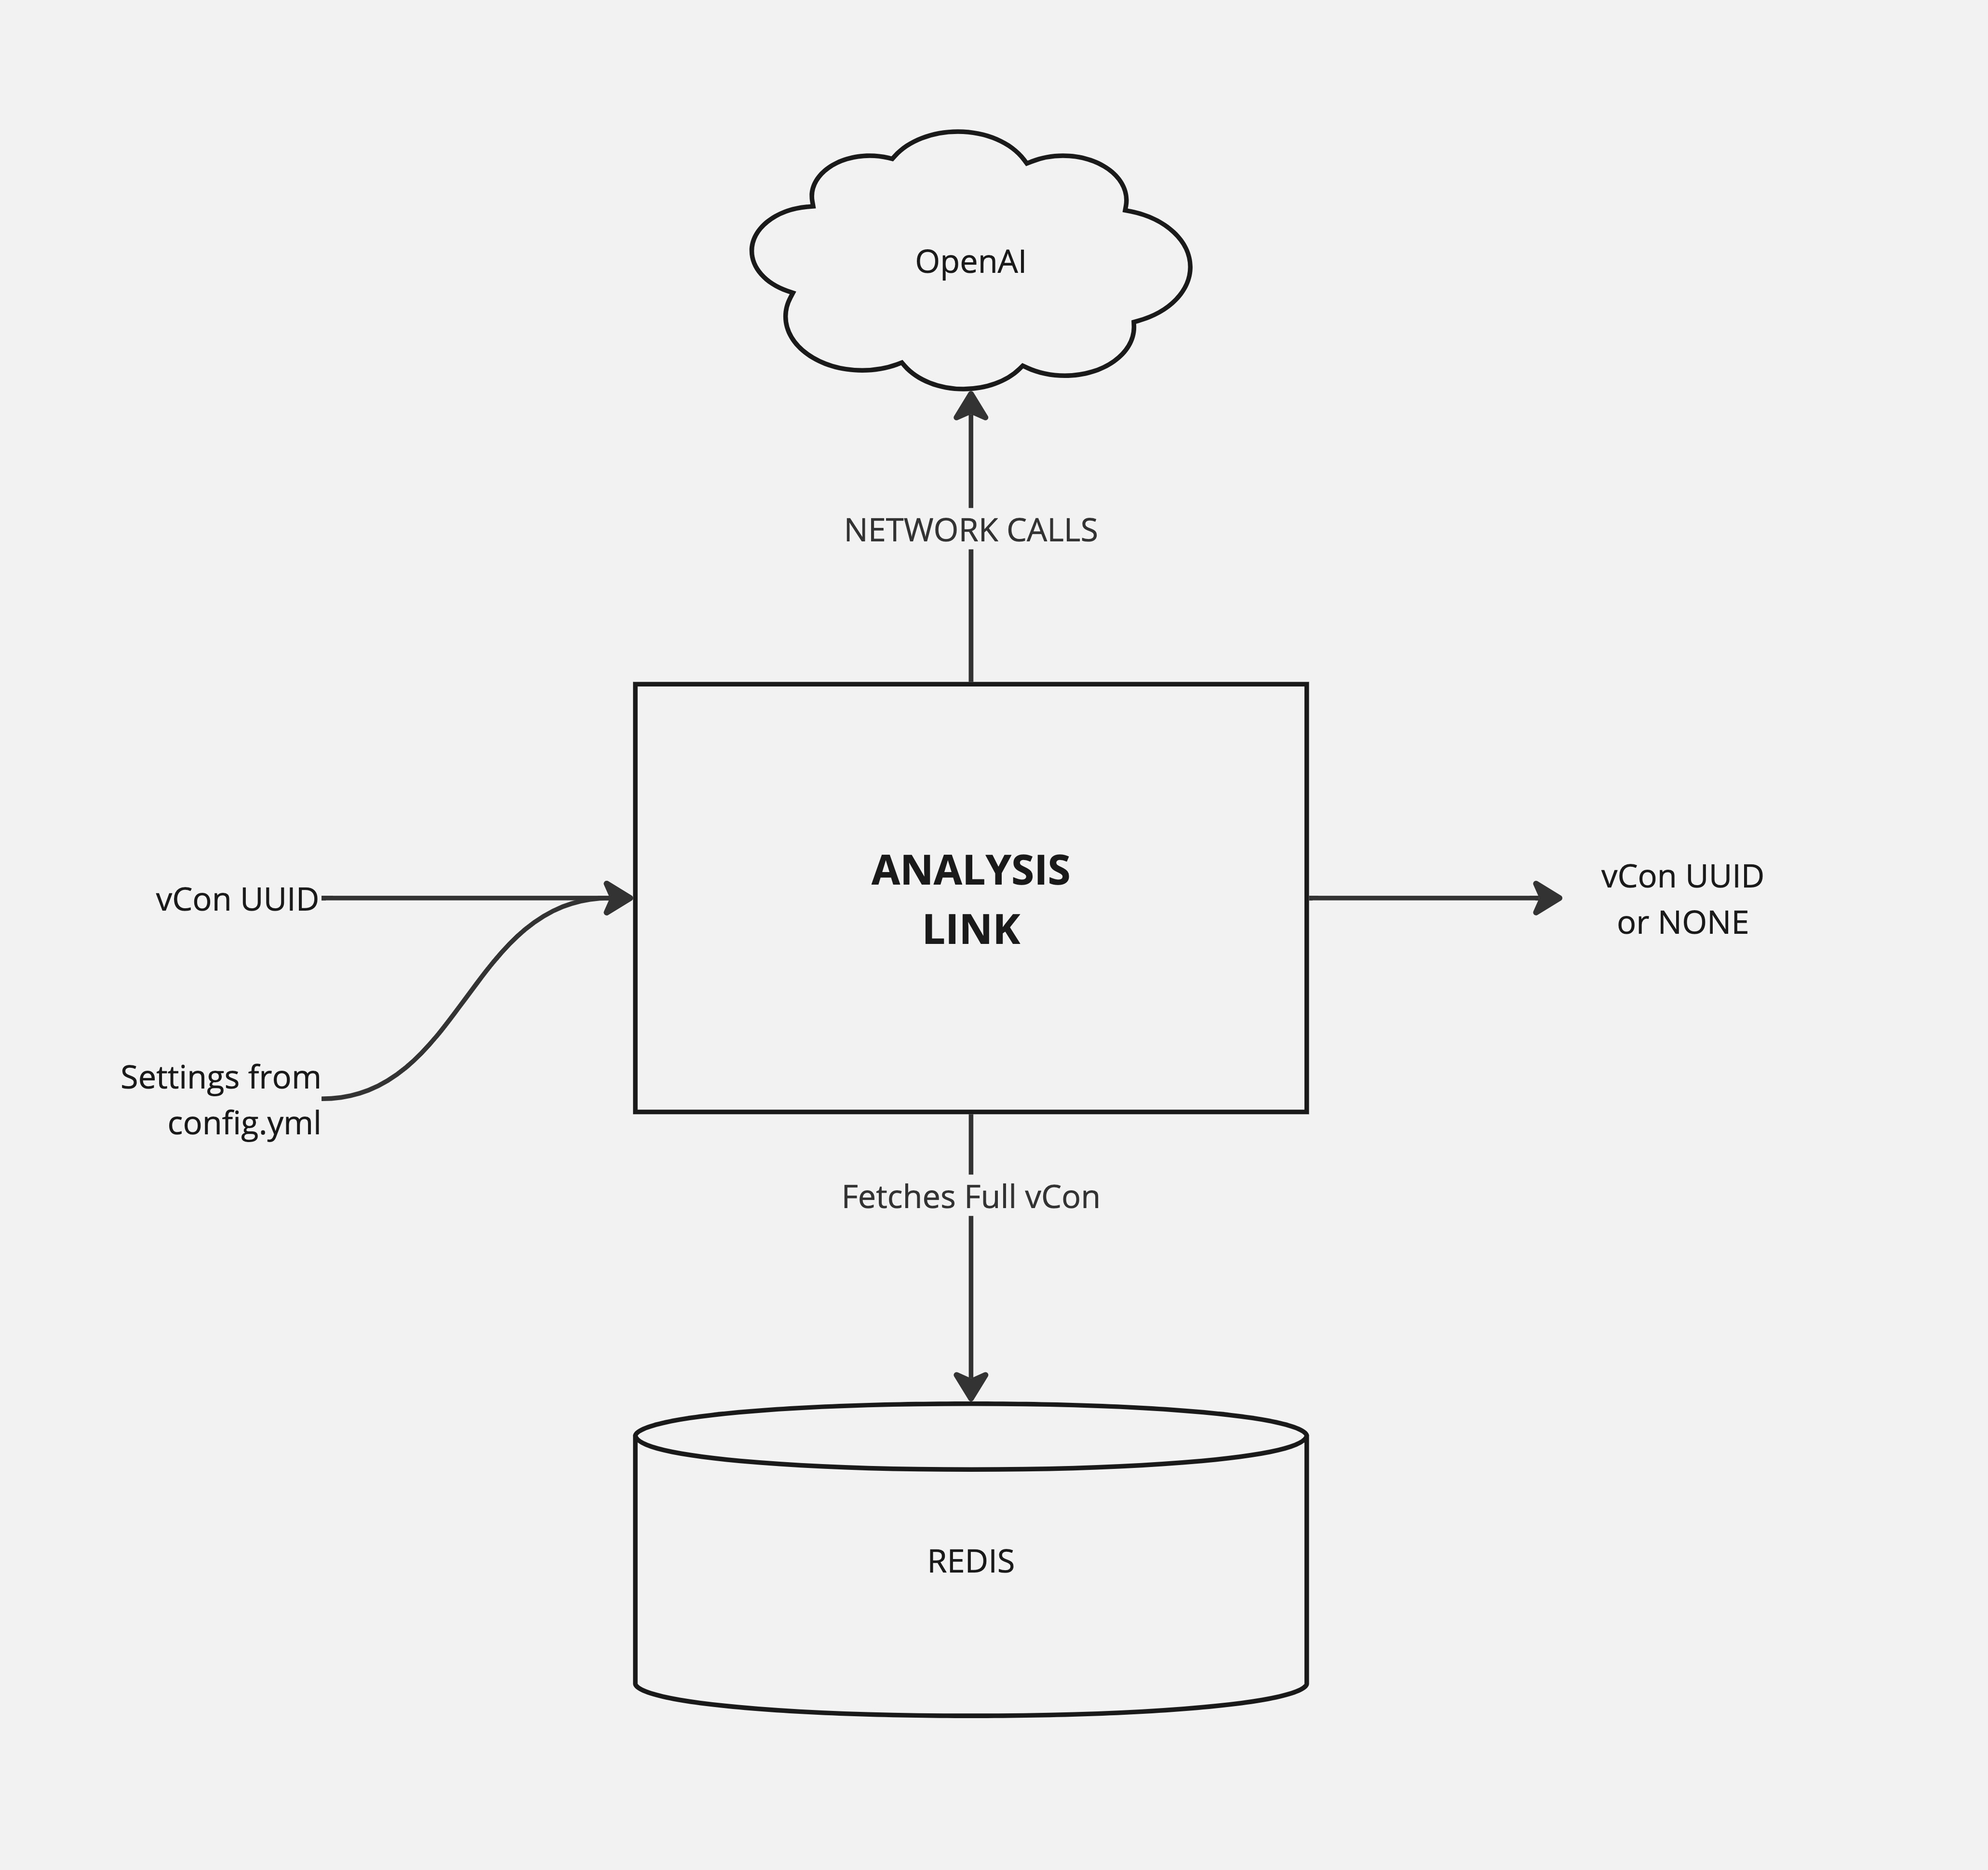 OpenAI
NETWORK CALLS
ANALYSIS
LINK
vCon UUID
Settings from
config.yml
vCon UUID
or NONE
Fetches Full vCon
REDIS